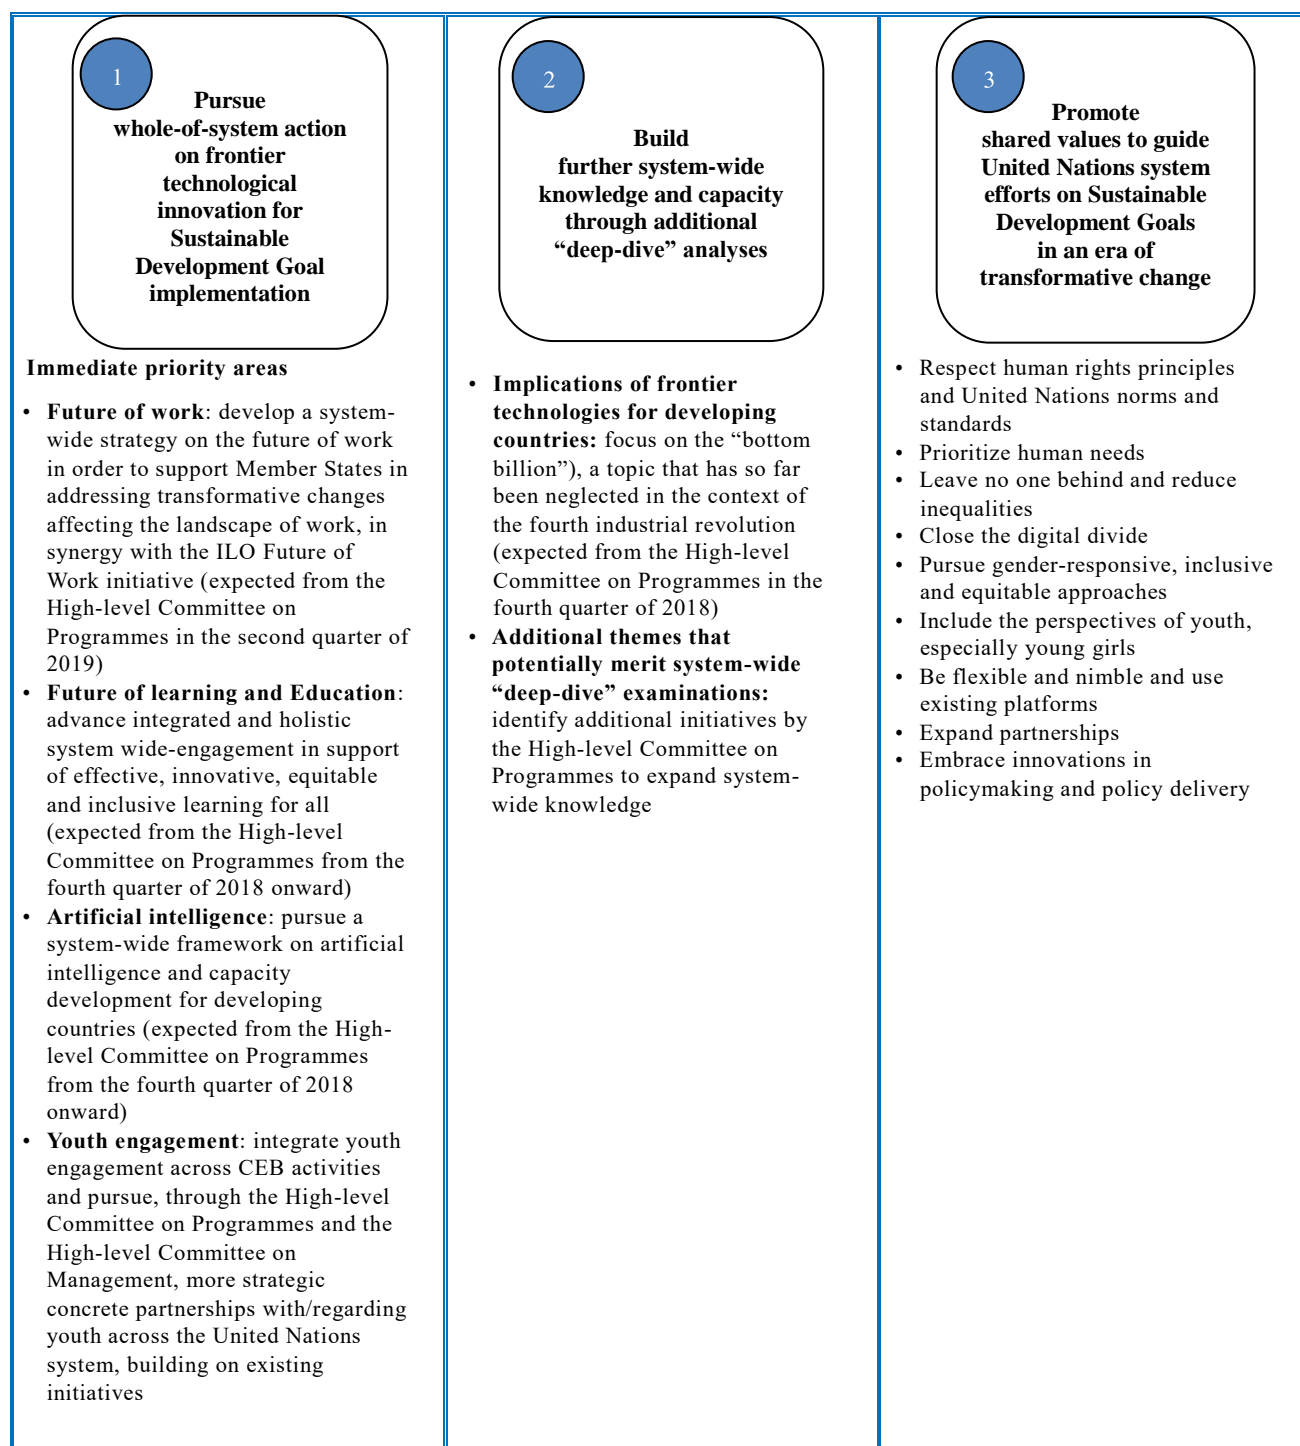 1
Pursue
whole-of-system action
on frontier
technological
innovation for
Sustainable
Development Goal
implementation
Immediate priority areas
• Future of work: develop a system-
wide strategy on the future of work
in order to support Member States in
addressing transformative changes
affecting the landscape of work, in
synergy with the ILO Future of
Work initiative (expected from the
High-level Committee on
Programmes in the second quarter of
2019)
• Future of learning and Education:
advance integrated and holistic
system wide-engagement in support
of effective, innovative, equitable
and inclusive learning for all
(expected from the High-level
Committee on Programmes from the
fourth quarter of 2018 onward)
• Artificial intelligence: pursue a
system-wide framework on artificial
intelligence and capacity
development for developing
countries (expected from the High-
level Committee on Programmes
from the fourth quarter of 2018
onward)
• Youth engagement: integrate youth
engagement across CEB activities
and pursue, through the High-level
Committee on Programmes and the
High-level Committee on
Management, more strategic
concrete partnerships with/regarding
youth across the United Nations
system, building on existing
initiatives
2
Build
further system-wide
knowledge and capacity
through additional
“deep-dive” analyses
• Implications of frontier
technologies for developing
countries: focus on the “bottom
billion”), a topic that has so far
been neglected in the context of
the fourth industrial revolution
(expected from the High-level
Committee on Programmes in the
fourth quarter of 2018)
• Additional themes that
potentially merit system-wide
“deep-dive” examinations:
identify additional initiatives by
the High-level Committee on
Programmes to expand system-
wide knowledge
3
Promote
shared values to guide
United Nations system
efforts on Sustainable
Development Goals
in an era of
transformative change
• Respect human rights principles
and United Nations norms and
standards
• Prioritize human needs
• Leave no one behind and reduce
inequalities
• Close the digital divide
• Pursue gender-responsive, inclusive
and equitable approaches
• Include the perspectives of youth,
especially young girls
• Be flexible and nimble and use
existing platforms
• Expand partnerships
• Embrace innovations in
policymaking and policy delivery